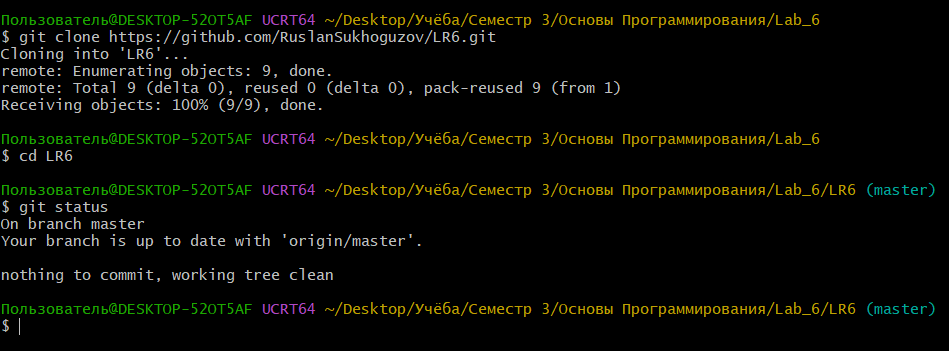 Пользователь@DESKTOP-52OT5AF UCRT64 ~/Desktop/Учёба/Семестр 3/Основы Программирования/Lab_6
$ git clone https://github.com/RuslanSukhoguzov/LR6.git
Cloning into 'LR6'...
remote: Enumerating objects: 9, done.
remote: Total 9 (delta 0), reused 0 (delta 0), pack-reused 9 (from 1)
Receiving objects: 100% (9/9), done.
Пользователь@DESKTOP-52OT5AF UCRT64 ~/Desktop/Учёба/Семестр 3/Основы Программирования/Lab_6
$ cd LR6
Пользователь@DESKTOP-52OT5AF UCRT64 ~/Desktop/Учёба/Семестр 3/Основы Программирования/Lab_6/LR6 (master)
$ git status
On branch master
Your branch is up to date with 'origin/master'.
nothing to commit, working tree clean
Пользователь@DESKTOP-52OT5AF UCRT64 ~/Desktop/Учёба/Семестр 3/Основы Программирования/Lab_6/LR6 (master)
$